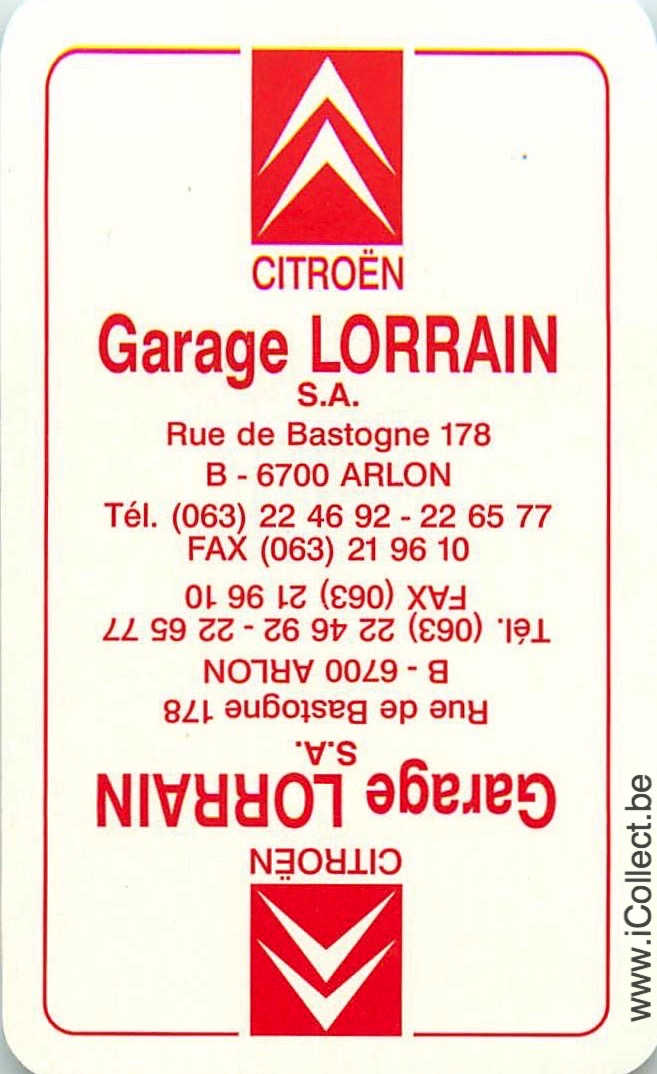 CITROËN
Garage LORRAIN
S.A.
Rue de Bastogne 178
B - 6700 ARLON
Tél. (063) 22 46 92 - 22 65 77
FAX (063) 21 96 10
FAX (063) 21 96 10
Tél. (063) 22 46 92 - 22 65 77
B - 6700 ARLON
Rue de Bastogne 178
S.A.
Garage LORRAIN
CITROËN
www.iCollect.be